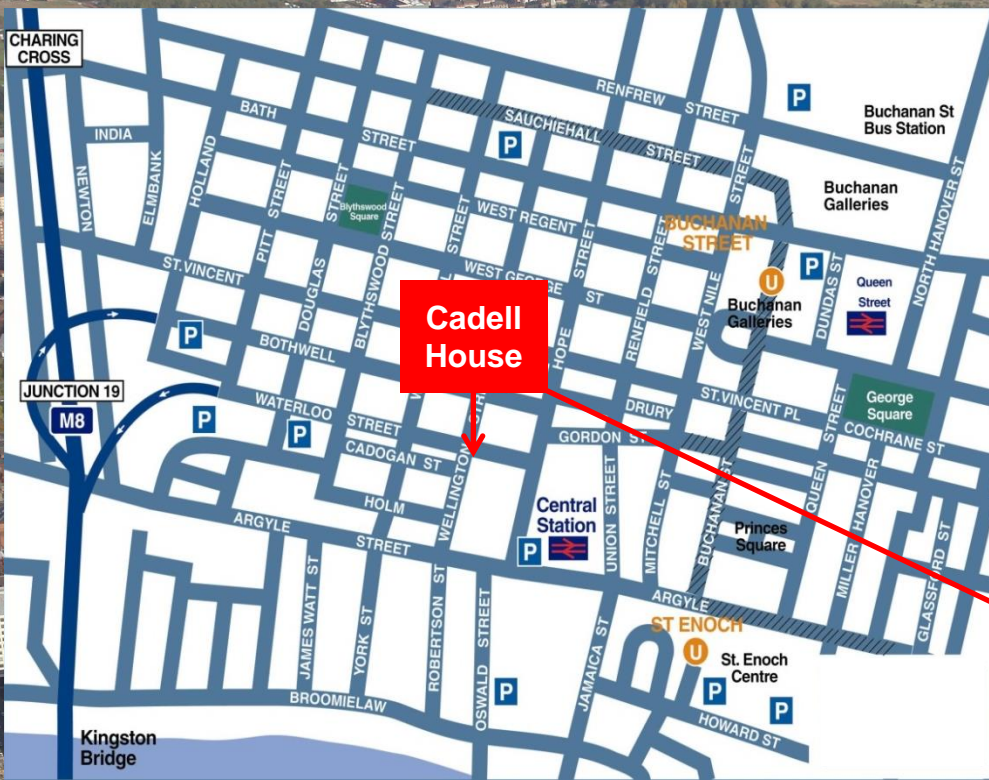 CHARING
CROSS
RENFREW STREET
P
Buchanan St
Bus Station
BATH STREET
SAUCHIEHALL STREET
INDIA
P
NEWTON
ELMBANK
HOLLAND
PITT STREET
DOUGLAS STREET
BLYTHSWOOD STREET
Blythswood
Square
WEST REGENT STREET
Buchanan
Galleries
NORTH HANOVER ST
BUCHANAN
STREET
U
P
Buchanan
Galleries
DUNDAS ST
Queen
Street
ST.VINCENT
WEST GEORGE ST
HOPE STREET
RENFIELD STREET
WEST NILE STREET
Cadell
House
P
BOTHWELL
JUNCTION 19
M8
P
P
WATERLOO STREET
CADOGAN ST
HOLM
WELLINGTON STR
DRURY
GORDON ST
ST.VINCENT PL
George
Square
COCHRANE ST
Central
Station
P
UNION STREET
MITCHELL ST
BUCHANAN ST
QUEEN STREET
MILLER
HANOVER
GLASSFORD ST
Princes
Square
ARGYLE STREET
ARGYLE
JAMES WATT ST
YORK ST
ROBERTSON ST
OSWALD STREET
JAMAICA ST
ST ENOCH
U
St. Enoch
Centre
P
P
P
HOWARD ST
BROOMIELAW
Kingston
Bridge